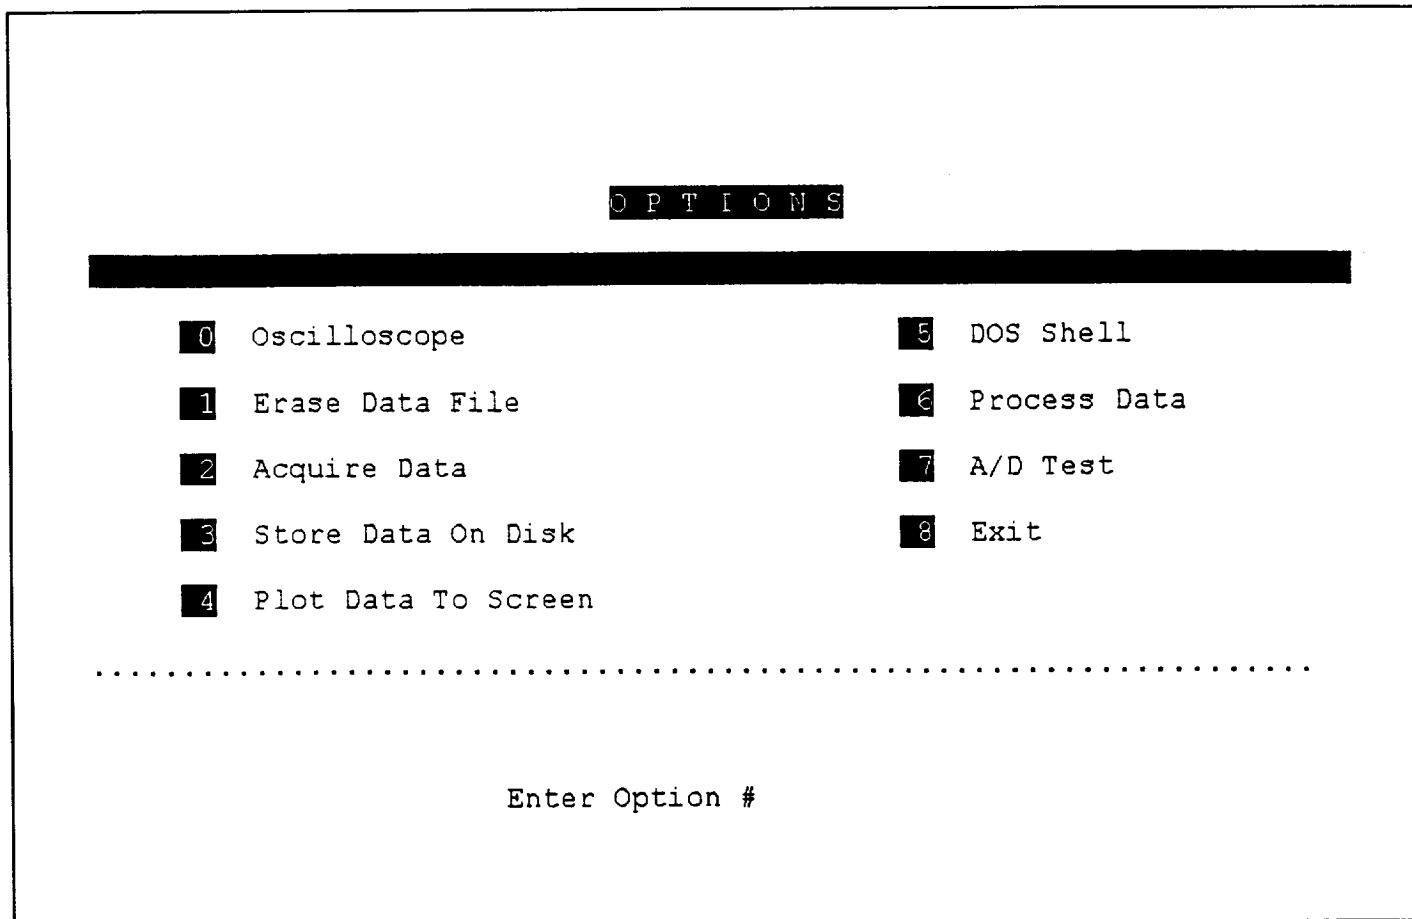 O P T I O N S
0 Oscilloscope
1 Erase Data File
2 Acquire Data
3 Store Data On Disk
4 Plot Data To Screen
5 DOS Shell
6 Process Data
7 A/D Test
8 Exit
Enter Option #